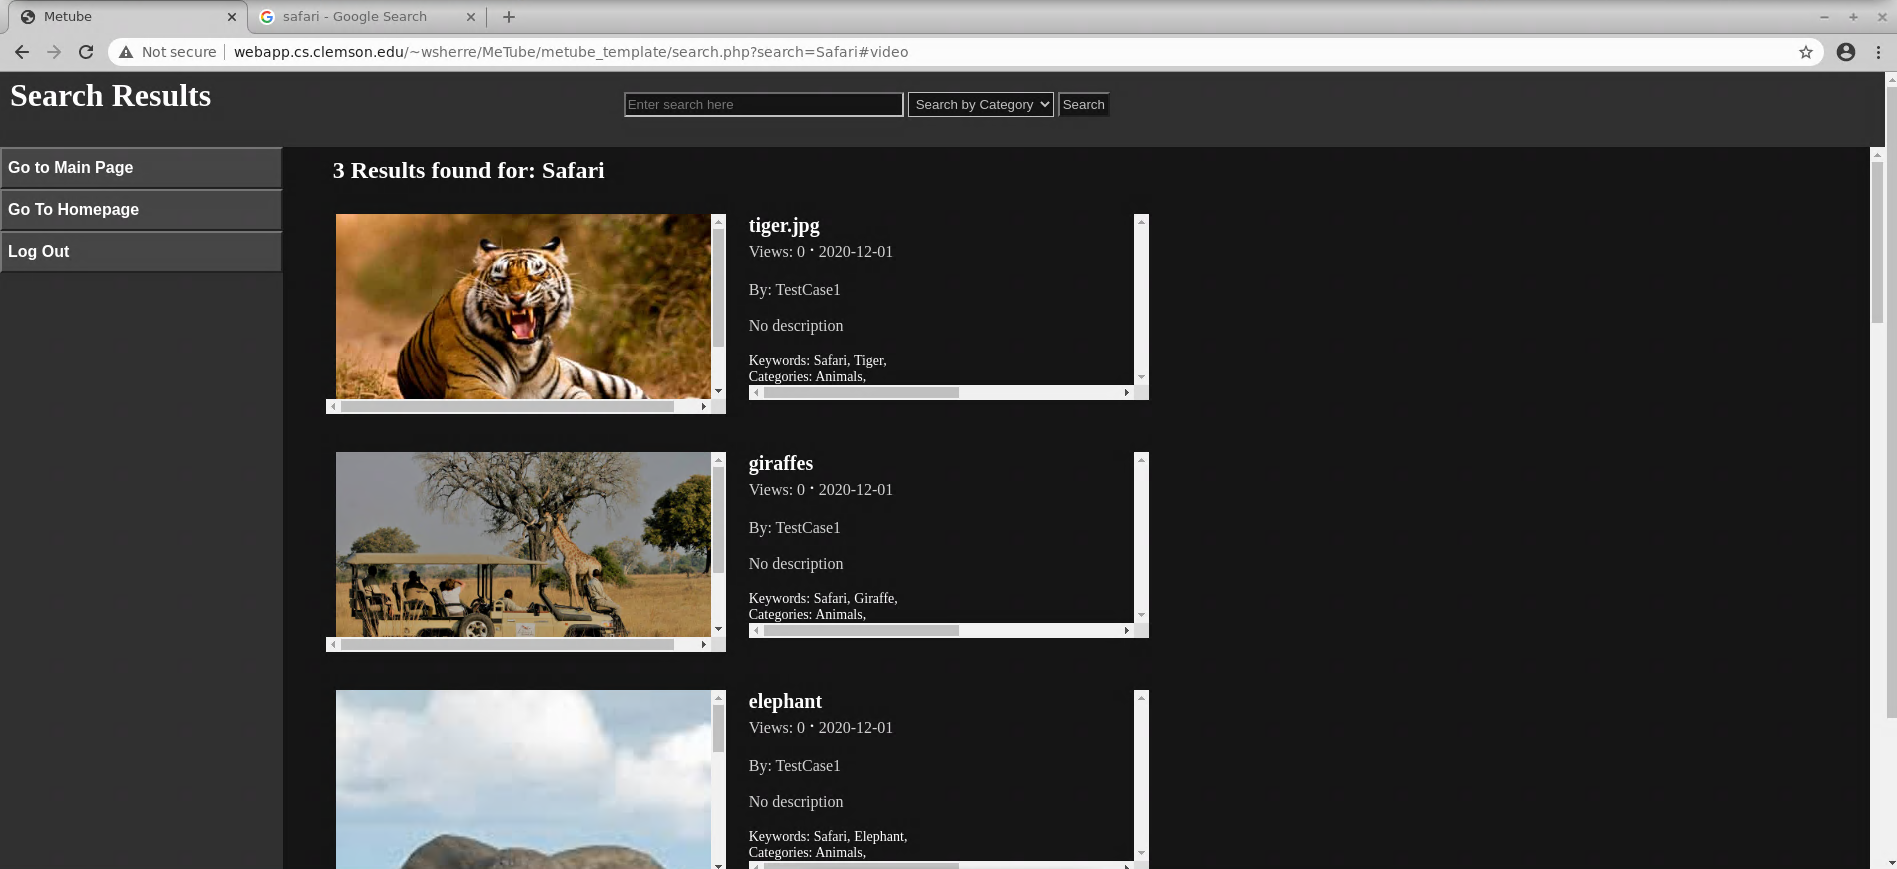 Metube
safari - Google Search
Not secure
webapp.cs.clemson.edu/~wsherre/MeTube/metube_template/search.php?search=Safari#video
Search Results
Enter search here
Search by Category
Search
Go to Main Page
Go To Homepage
Log Out
3 Results found for: Safari
tiger.jpg
Views: 0 · 2020-12-01
By: TestCase1
No description
Keywords: Safari, Tiger,
Categories: Animals,
giraffes
Views: 0 · 2020-12-01
By: TestCase1
No description
Keywords: Safari, Giraffe,
Categories: Animals,
elephant
Views: 0 · 2020-12-01
By: TestCase1
No description
Keywords: Safari, Elephant,
Categories: Animals,